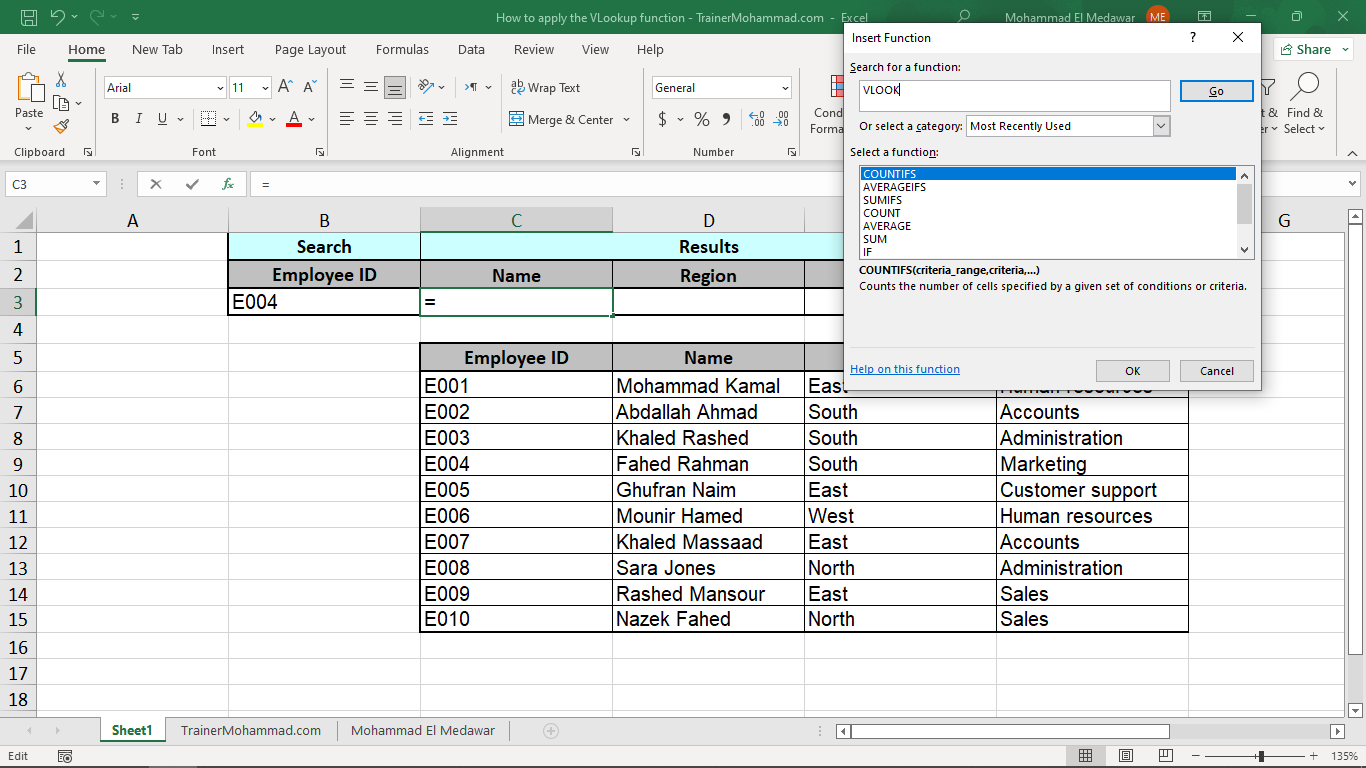 How to apply the VLookup function - TrainerMohammad.com - Excel
Mohammad El Medawar
ME
File Home New Tab Insert Page Layout Formulas Data Review View Help
Share
Paste
Clipboard
Arial 11
B I U
A
Font
ab Wrap Text
Merge & Center
Alignment
General
$ % 9
Number
Cond
Forma
t &
er
Find &
Select
Insert Function
?
Search for a function:
VLOOK
Go
Or select a category: Most Recently Used
Select a function:
COUNTIFS
AVERAGEIFS
SUMIFS
COUNT
AVERAGE
SUM
IF
COUNTIFS(criteria_range,criteria,...)
Counts the number of cells specified by a given set of conditions or criteria.
Help on this function
OK Cancel
C3 fx =
A B C D G
1 Search Results
2 Employee ID Name Region
3 E004 =
4
5 Employee ID Name
6 E001 Mohammad Kamal East Human resources
7 E002 Abdallah Ahmad South Accounts
8 E003 Khaled Rashed South Administration
9 E004 Fahed Rahman South Marketing
10 E005 Ghufran Naim East Customer support
11 E006 Mounir Hamed West Human resources
12 E007 Khaled Massaad East Accounts
13 E008 Sara Jones North Administration
14 E009 Rashed Mansour East Sales
15 E010 Nazek Fahed North Sales
16
17
18
Sheet1 TrainerMohammad.com Mohammad El Medawar
Edit
135%